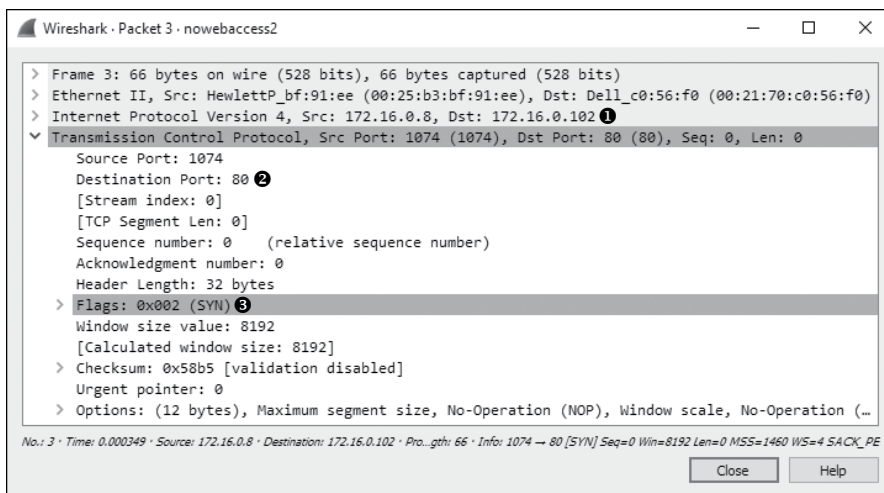 Wireshark · Packet 3 · nowebaccess2
Frame 3: 66 bytes on wire (528 bits), 66 bytes captured (528 bits)
Ethernet II, Src: HewlettP_bf:91:ee (00:25:b3:bf:91:ee), Dst: Dell_c0:56:f0 (00:21:70:c0:56:f0)
Internet Protocol Version 4, Src: 172.16.0.8, Dst: 172.16.0.102 ❶
Transmission Control Protocol, Src Port: 1074 (1074), Dst Port: 80 (80), Seq: 0, Len: 0
Source Port: 1074
Destination Port: 80 ❷
[Stream index: 0]
[TCP Segment Len: 0]
Sequence number: 0 (relative sequence number)
Acknowledgment number: 0
Header Length: 32 bytes
Flags: 0x002 (SYN) ❸
Window size value: 8192
[Calculated window size: 8192]
Checksum: 0x58b5 [validation disabled]
Urgent pointer: 0
Options: (12 bytes), Maximum segment size, No-Operation (NOP), Window scale, No-Operation (…
No.: 3 · Time: 0.000349 · Source: 172.16.0.8 · Destination: 172.16.0.102 · Pro...gth: 66 · Info: 1074 → 80 [SYN] Seq=0 Win=8192 Len=0 MSS=1460 WS=4 SACK_PE
Close
Help